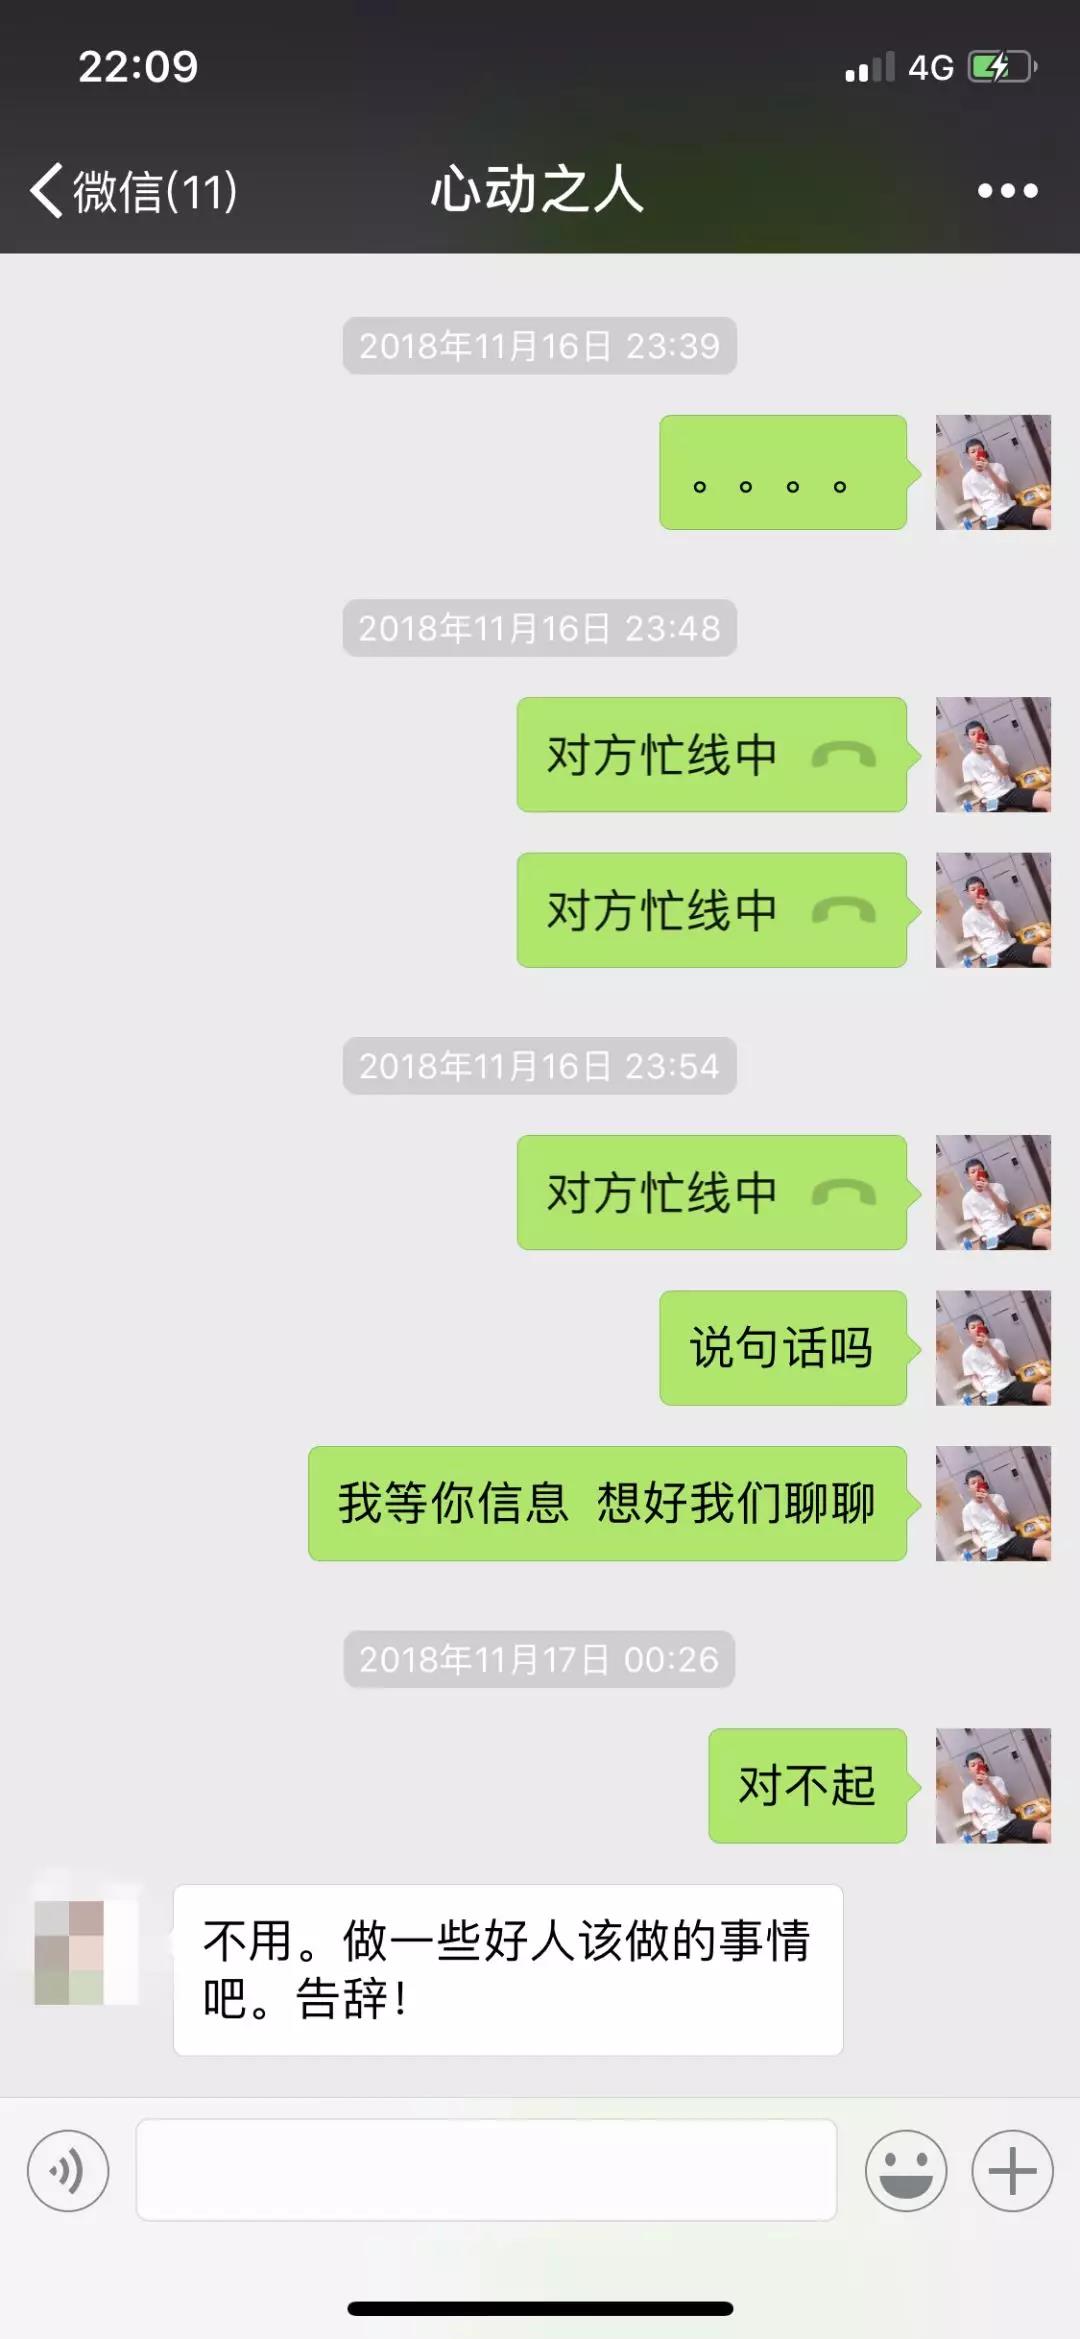 22:09
4G
微信(11)
心动之人
2018年11月16日 23:39
。。。。
2018年11月16日 23:48
对方忙线中
对方忙线中
2018年11月16日 23:54
对方忙线中
说句话吗
我等你信息 想好我们聊聊
2018年11月17日 00:26
对不起
不用。做一些好人该做的事情
吧。告辞！